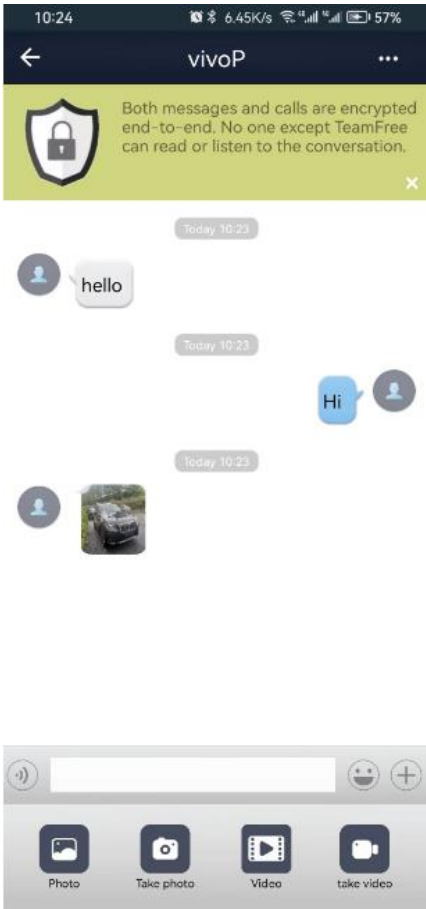 10:24 6.45K/s 57%
vivoP
Both messages and calls are encrypted
end-to-end. No one except TeamFree
can read or listen to the conversation.
Today 10:23
hello
Today 10:23
Hi
Today 10:23
Photo Take photo Video take video